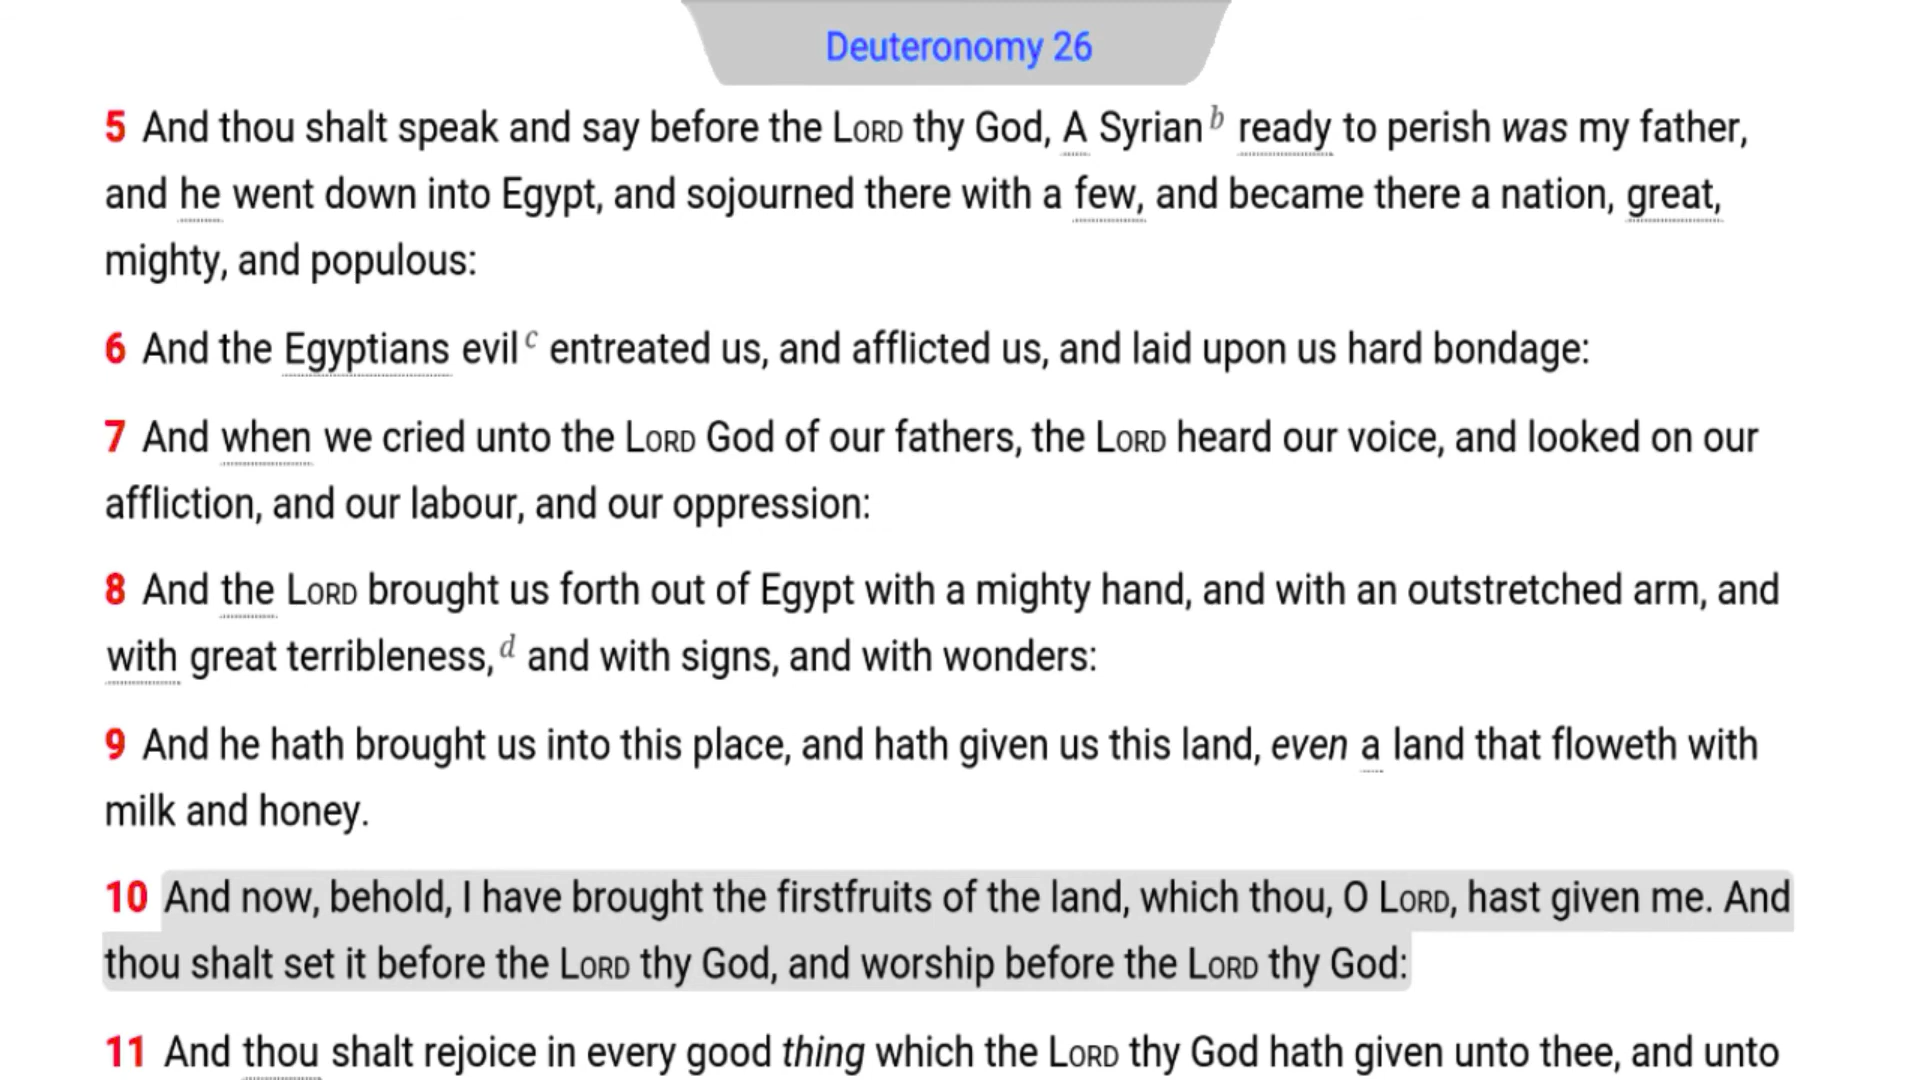 Deuteronomy 26
5 And thou shalt speak and say before the LORD thy God, A Syrian b ready to perish was my father,
and he went down into Egypt, and sojourned there with a few, and became there a nation, great,
mighty, and populous:
6 And the Egyptians evil c entreated us, and afflicted us, and laid upon us hard bondage:
7 And when we cried unto the LORD God of our fathers, the LORD heard our voice, and looked on our
affliction, and our labour, and our oppression:
8 And the LORD brought us forth out of Egypt with a mighty hand, and with an outstretched arm, and
with great terribleness, d and with signs, and with wonders:
9 And he hath brought us into this place, and hath given us this land, even a land that floweth with
milk and honey.
10 And now, behold, I have brought the firstfruits of the land, which thou, O LORD, hast given me. And
thou shalt set it before the LORD thy God, and worship before the LORD thy God:
11 And thou shalt rejoice in every good thing which the LORD thy God hath given unto thee, and unto